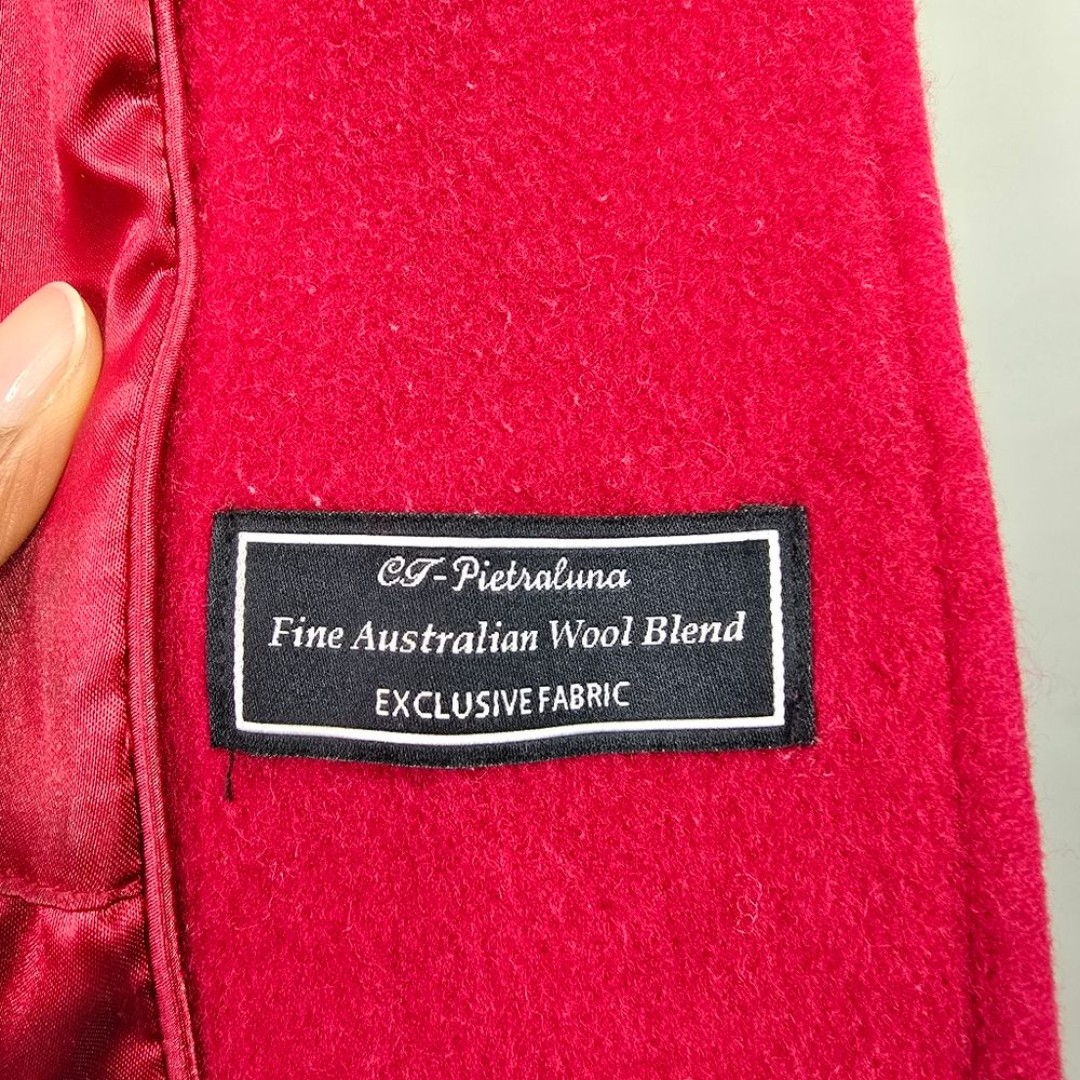 CT-Pietraluna
Fine Australian Wool Blend
EXCLUSIVE FABRIC